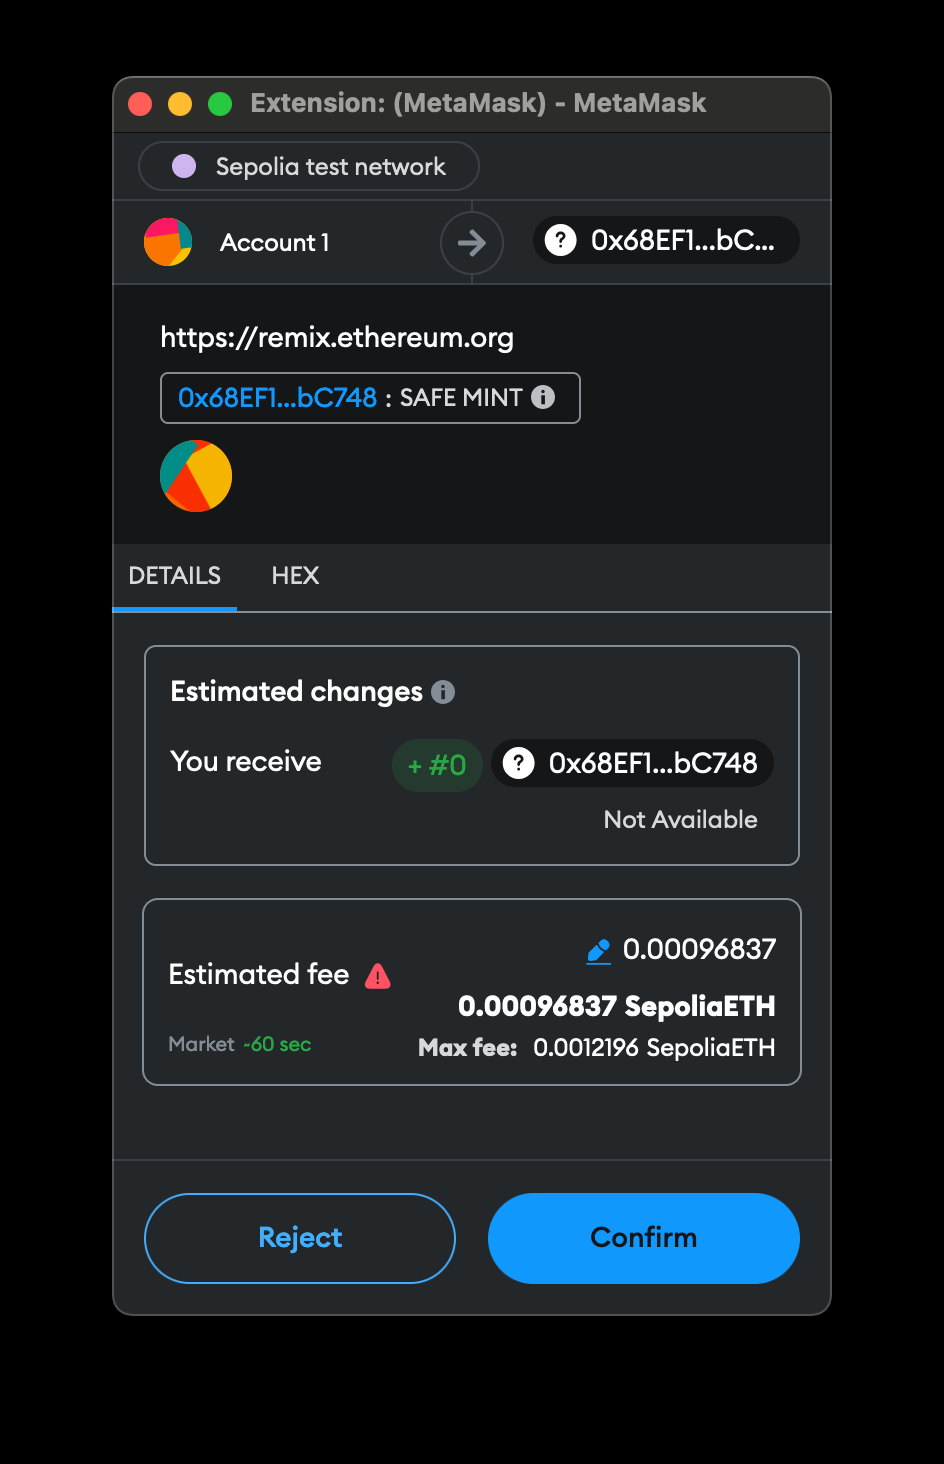 Extension: (MetaMask) - MetaMask
Sepolia test network
Account 1
? 0x68EF1...bC...
https://remix.ethereum.org
0x68EF1...bC748 : SAFE MINT i
DETAILS HEX
Estimated changes i
You receive + #0 ? 0x68EF1...bC748
Not Available
0.00096837
Estimated fee !
0.00096837 SepoliaETH
Market ~60 sec Max fee: 0.0012196 SepoliaETH
Reject Confirm